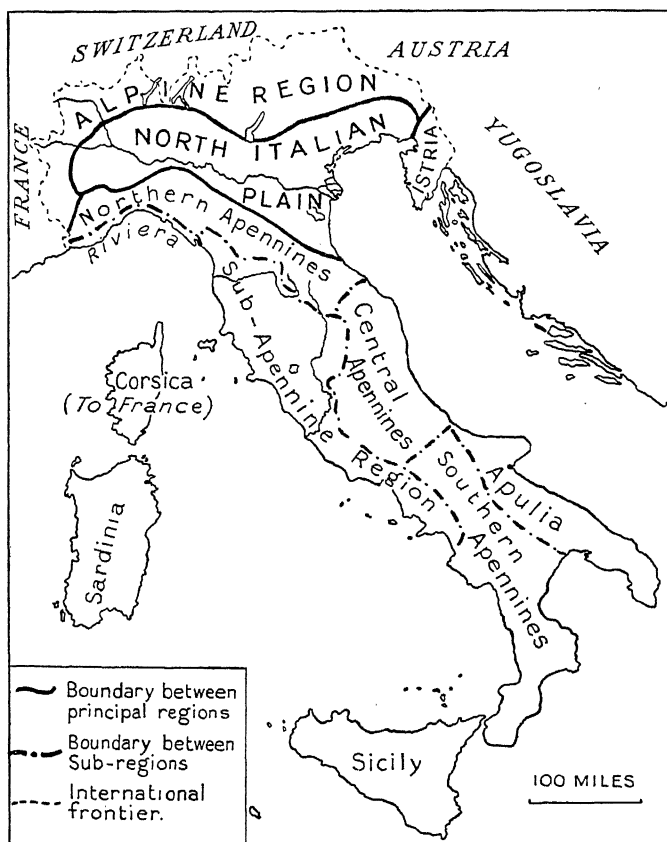 SWITZERLAND
AUSTRIA
ALPINE REGION
NORTH ITALIAN
PLAIN
ISTRIA
YUGOSLAVIA
FRANCE
Northern Apennines
Riviera
Sub-Apennine Region
Central
Apennines
Corsica
(To France)
Southern
Apennines
Apulia
Sardinia
Sicily
Boundary between
principal regions
Boundary between
Sub-regions
International
frontier.
100 MILES